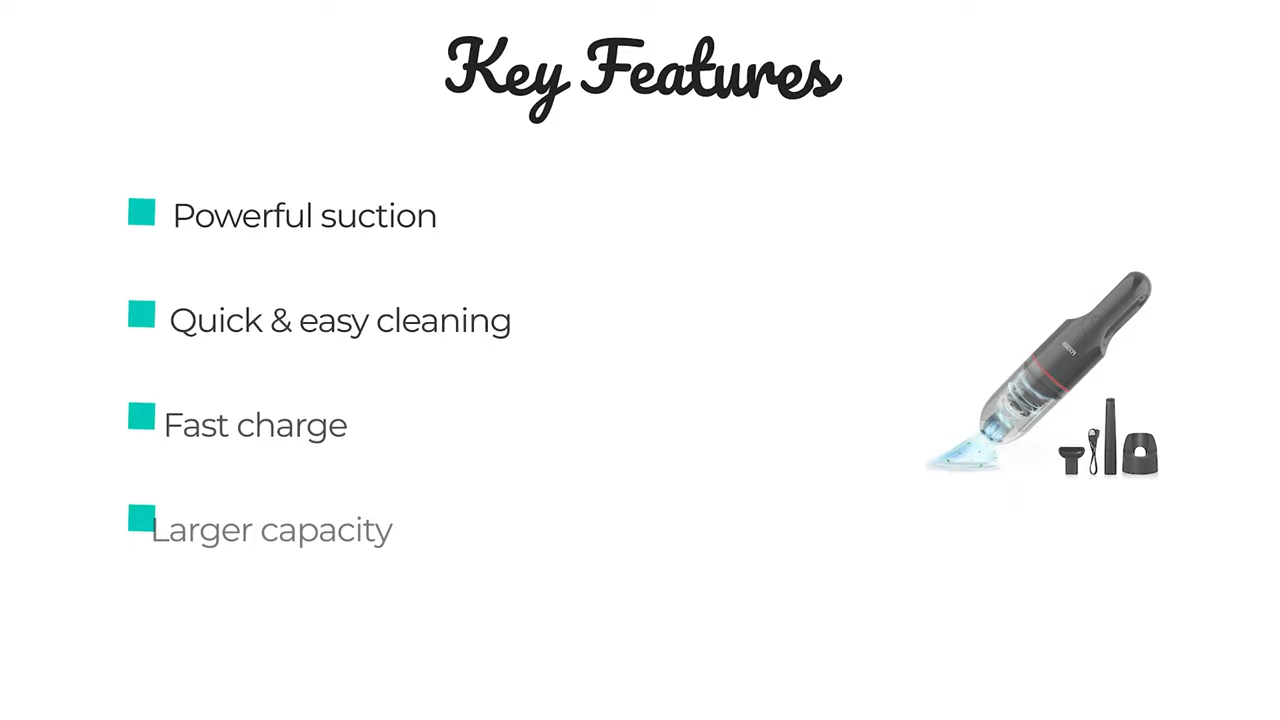 Key Features
Powerful suction
Quick & easy cleaning
Fast charge
Larger capacity